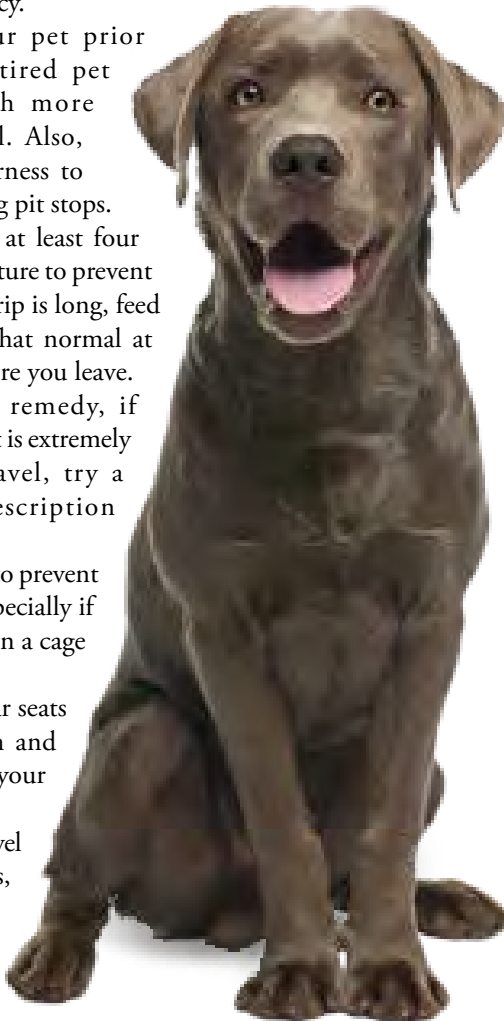 cy.
ur pet prior
tired pet
h more
l. Also,
rness to
g pit stops.
at least four
ture to prevent
rip is long, feed
hat normal at
re you leave.
remedy, if
t is extremely
avel, try a
escription
o prevent
pecially if
n a cage
r seats
n and
your
vel
s,